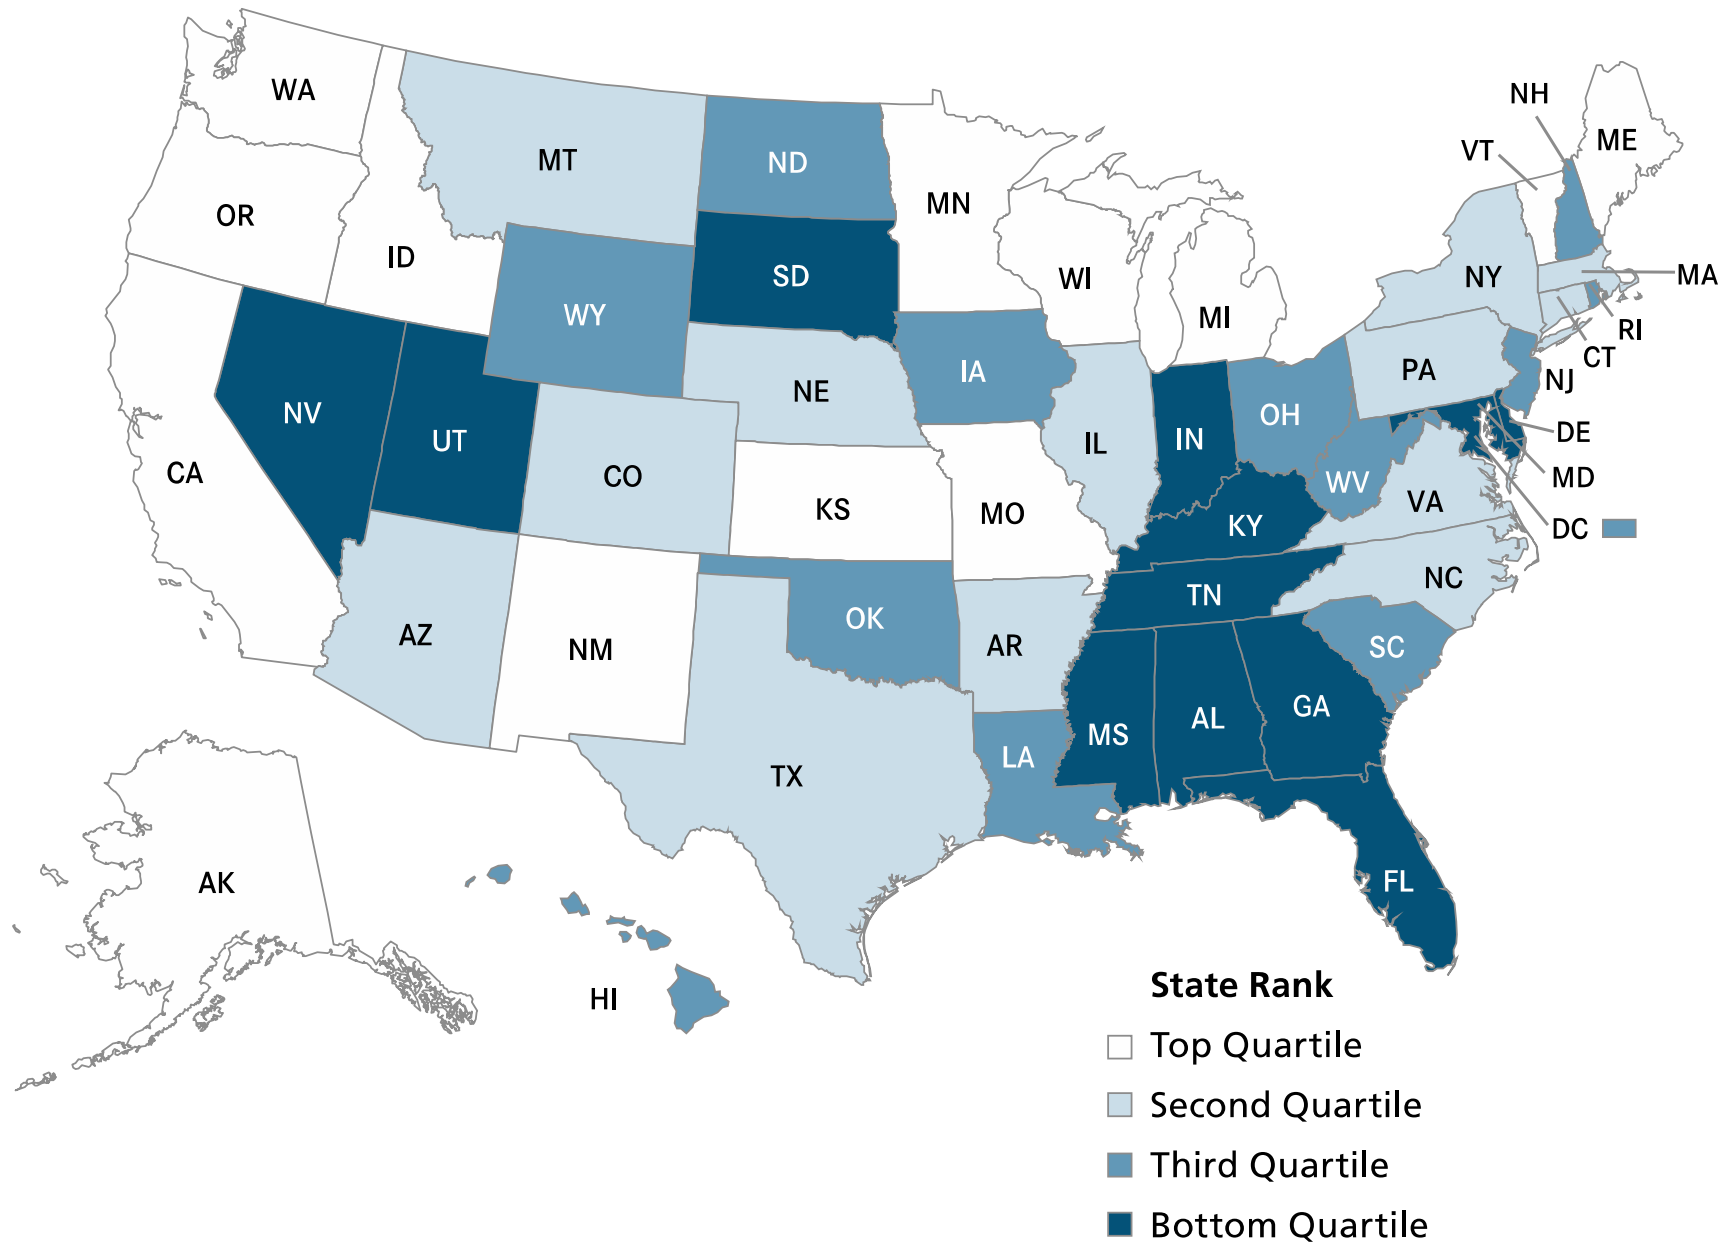 WA
MT
ND
MN
NH
VT
ME
OR
ID
WY
SD
WI
MI
NY
MA
RI
CT
NV
UT
CO
NE
IA
IL
IN
OH
PA
NJ
DE
MD
DC
CA
KS
MO
KY
WV
VA
AZ
NM
OK
AR
TN
NC
SC
TX
LA
MS
AL
GA
FL
AK
HI
State Rank
Top Quartile
Second Quartile
Third Quartile
Bottom Quartile